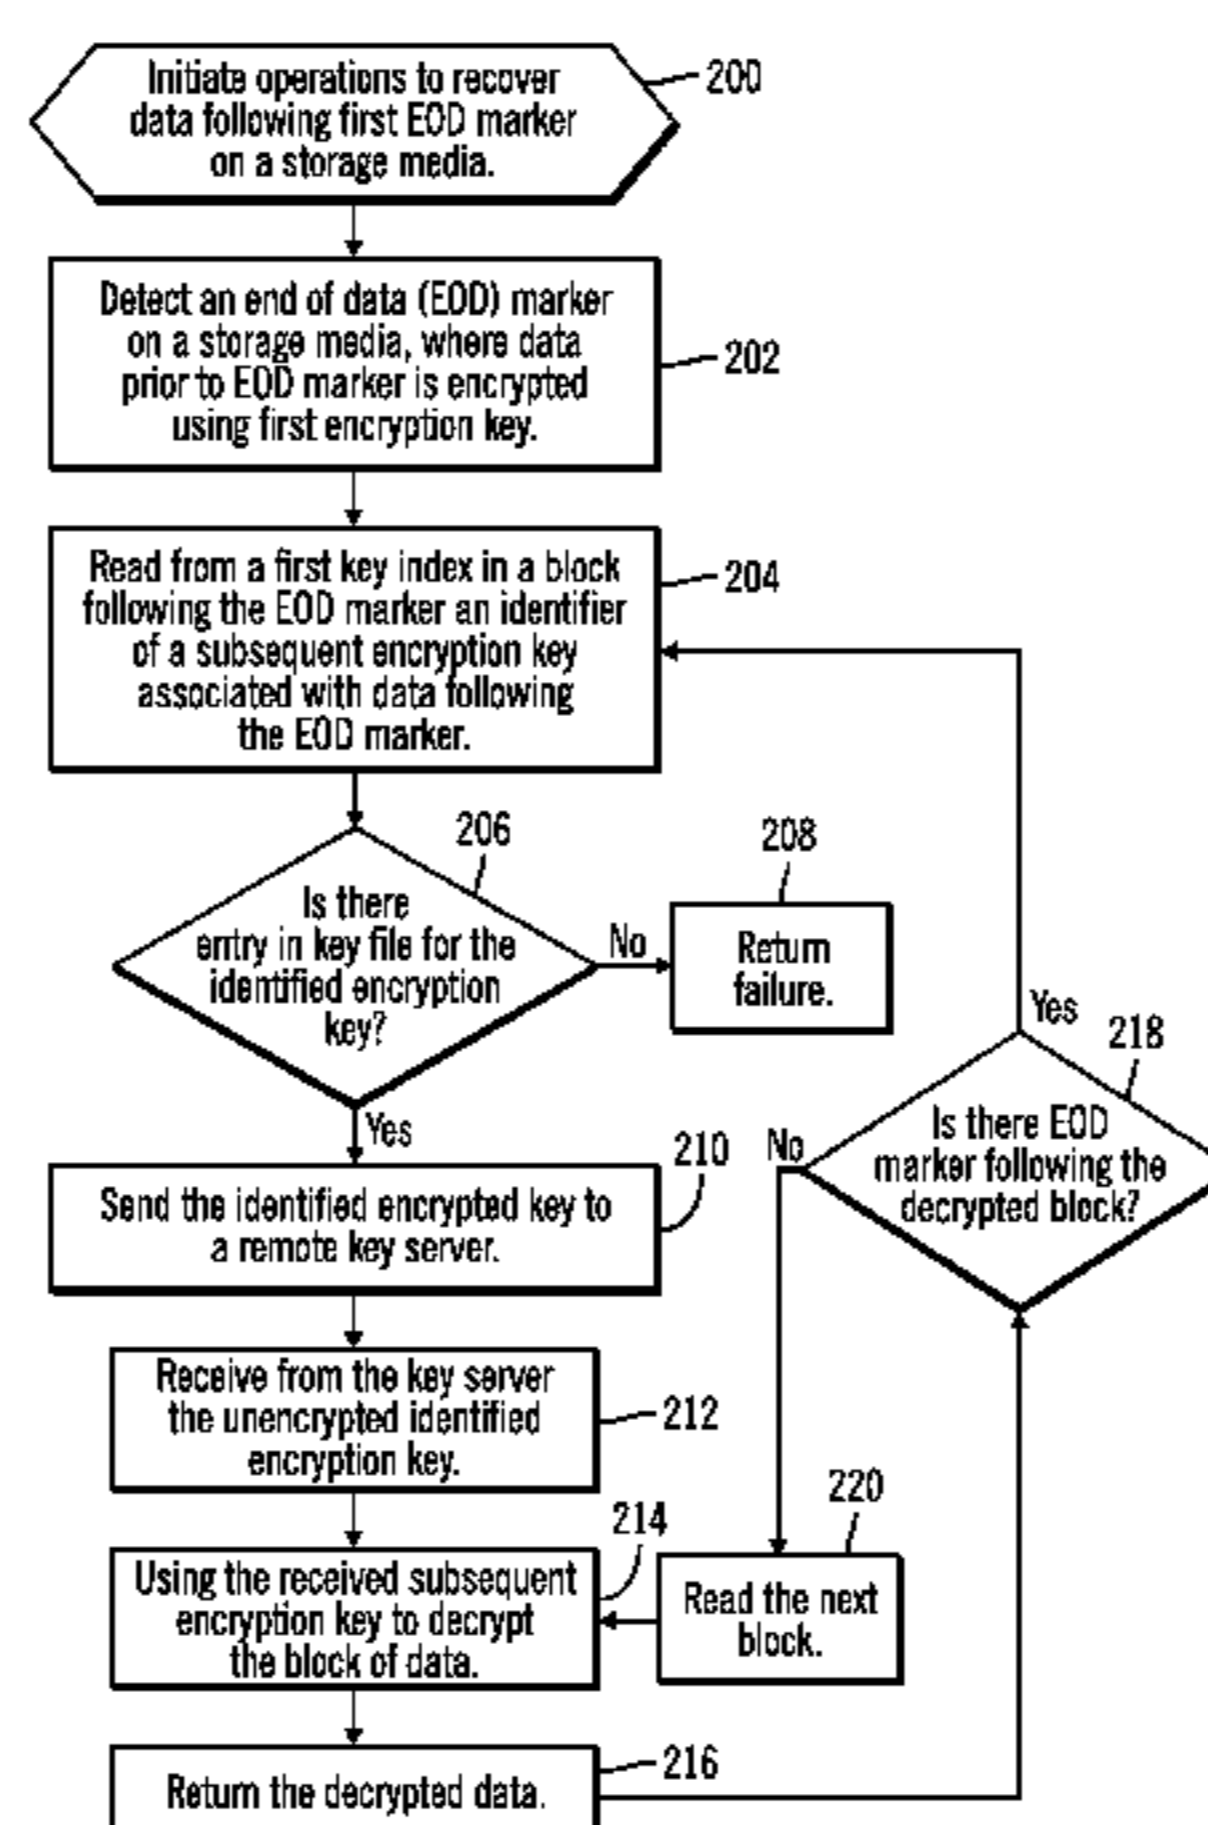 Initiate operations to recover
data following first EOD marker
on a storage media.
200
Detect an end of data (EOD) marker
on a storage media, where data
prior to EOD marker is encrypted
using first encryption key.
202
Read from a first key index in a block
following the EOD marker an identifier
of a subsequent encryption key
associated with data following
the EOD marker.
204
206
Is there
entry in key file for the
identified encryption
key?
No
208
Return
failure.
Yes
210
Send the identified encrypted key to
a remote key server.
Receive from the key server
the unencrypted identified
encryption key.
212
214
Using the received subsequent
encryption key to decrypt
the block of data.
Return the decrypted data.
216
Yes
218
Is there EOD
marker following the
decrypted block?
No
220
Read the next
block.